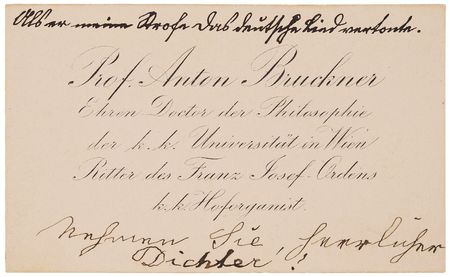 Als er meine Strofe das deutsche Lied vertonte.
Prof. Anton Bruckner
Ehren-Doctor der Philosophie
der k. k. Universität in Wien
Ritter des Franz Josef-Ordens
k. k. Hoforganist.
Nehmen Sie, herrlicher
Dichter!